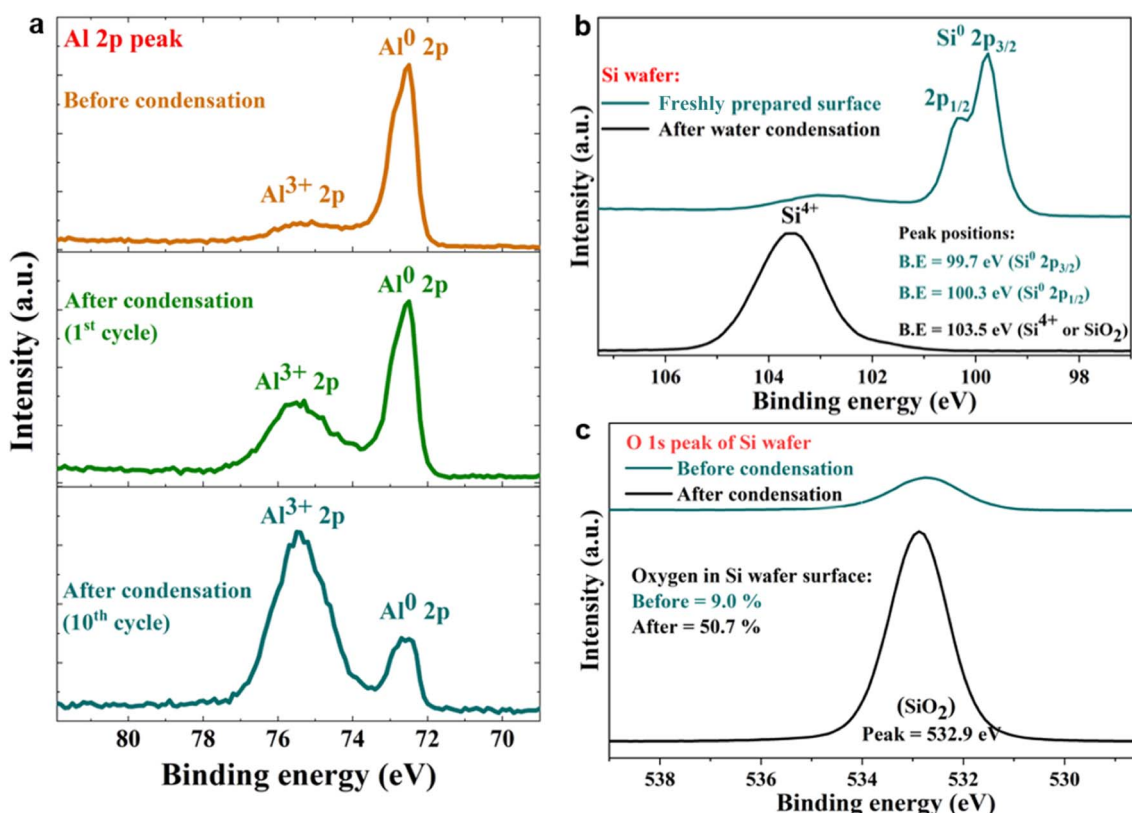 a
Al 2p peak
Al⁰ 2p
Before condensation
Al³⁺ 2p
After condensation
(1ˢᵗ cycle)
Al⁰ 2p
Al³⁺ 2p
After condensation
(10ᵗʰ cycle)
Al³⁺ 2p
Al⁰ 2p
Intensity (a.u.)
80 78 76 74 72 70
Binding energy (eV)
b
Si⁰ 2p₃/₂
Si wafer:
2p₁/₂
Freshly prepared surface
After water condensation
Si⁴⁺
Peak positions:
B.E = 99.7 eV (Si⁰ 2p₃/₂)
B.E = 100.3 eV (Si⁰ 2p₁/₂)
B.E = 103.5 eV (Si⁴⁺ or SiO₂)
Intensity (a.u.)
106 104 102 100 98
Binding energy (eV)
c
O 1s peak of Si wafer
Before condensation
After condensation
Oxygen in Si wafer surface:
Before = 9.0 %
After = 50.7 %
(SiO₂)
Peak = 532.9 eV
Intensity (a.u.)
538 536 534 532 530
Binding energy (eV)